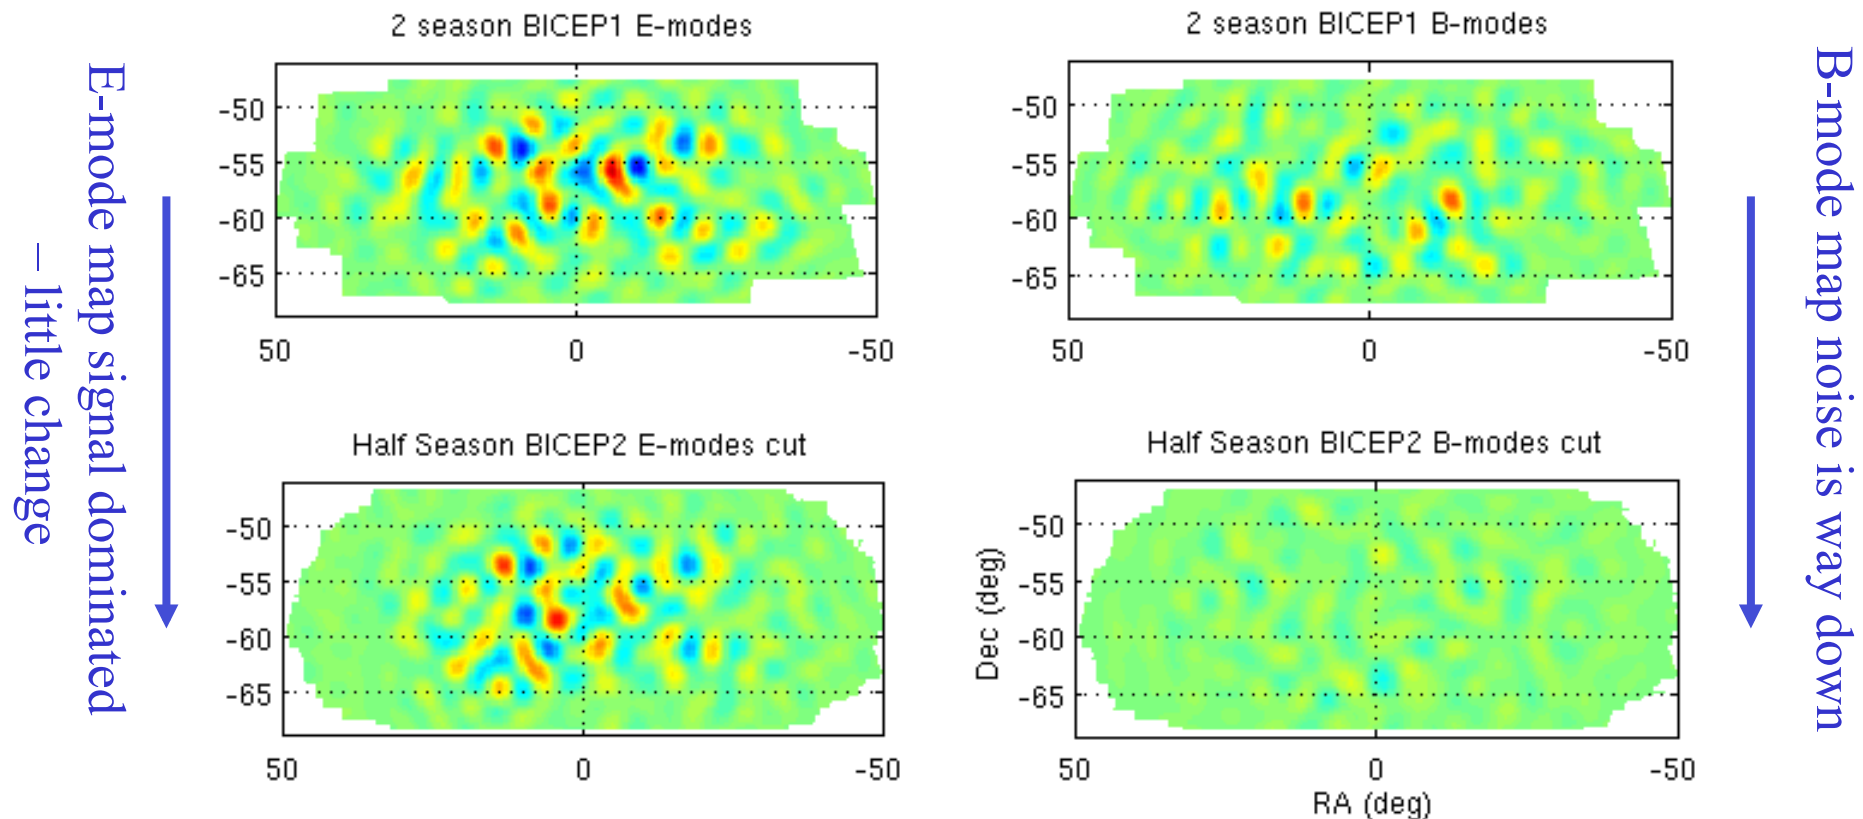 E-mode map signal dominated
– little change
2 season BICEP1 E-modes
-50
-55
-60
-65
50 0 -50
2 season BICEP1 B-modes
-50
-55
-60
-65
50 0 -50
Half Season BICEP2 E-modes cut
-50
-55
-60
-65
50 0 -50
Half Season BICEP2 B-modes cut
Dec (deg)
-50
-55
-60
-65
50 0 -50
RA (deg)
B-mode map noise is way down